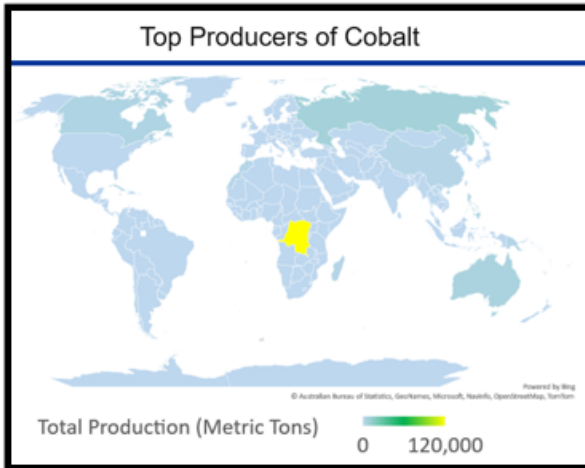 Top Producers of Cobalt
Powered by Bing
© Australian Bureau of Statistics, GeoNames, Microsoft, Navinfo, OpenStreetMap, TomTom
Total Production (Metric Tons)
0 120,000